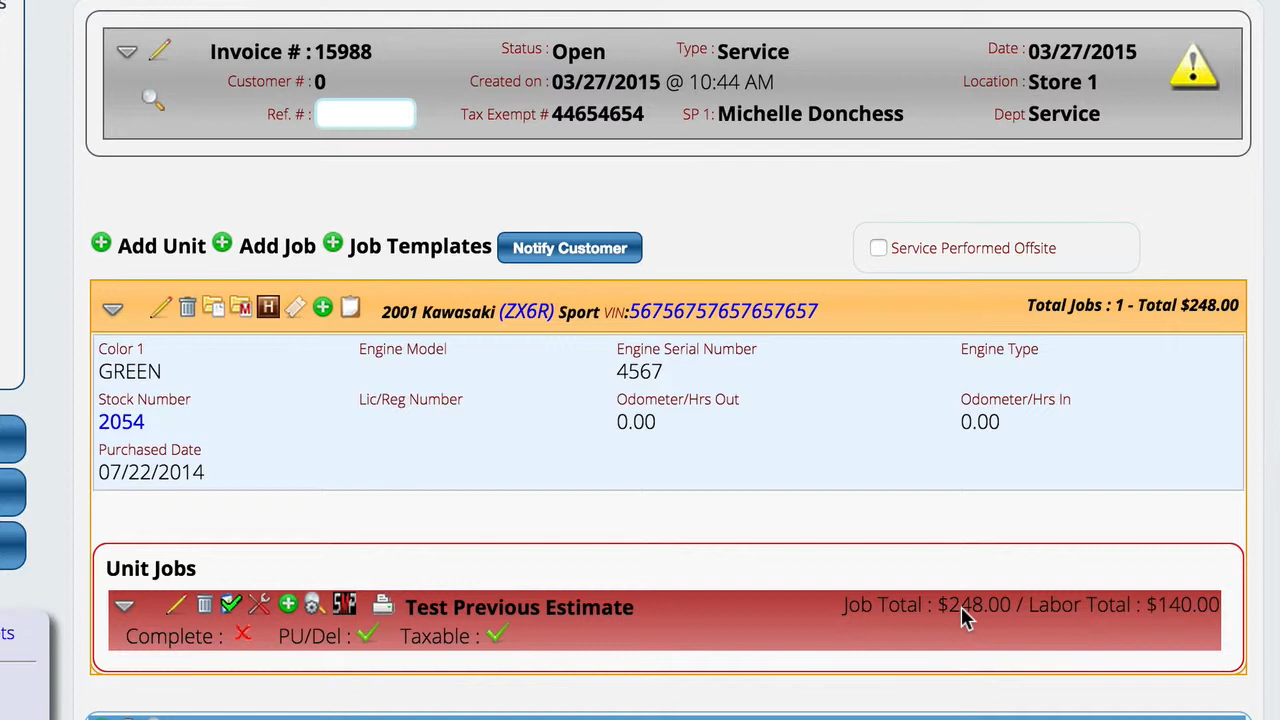 Invoice # : 15988 Status : Open Type : Service Date : 03/27/2015
Customer # : 0 Created on : 03/27/2015 @ 10:44 AM Location : Store 1
Ref. # : Tax Exempt # 44654654 SP 1: Michelle Donchess Dept Service
Add Unit Add Job Job Templates Notify Customer Service Performed Offsite
M H 2001 Kawasaki (ZX6R) Sport VIN:56756757657657657 Total Jobs : 1 - Total $248.00
Color 1 Engine Model Engine Serial Number Engine Type
GREEN 4567
Stock Number Lic/Reg Number Odometer/Hrs Out Odometer/Hrs In
2054 0.00 0.00
Purchased Date
07/22/2014
Unit Jobs
Test Previous Estimate Job Total : $248.00 / Labor Total : $140.00
Complete : PU/Del : Taxable :
ts